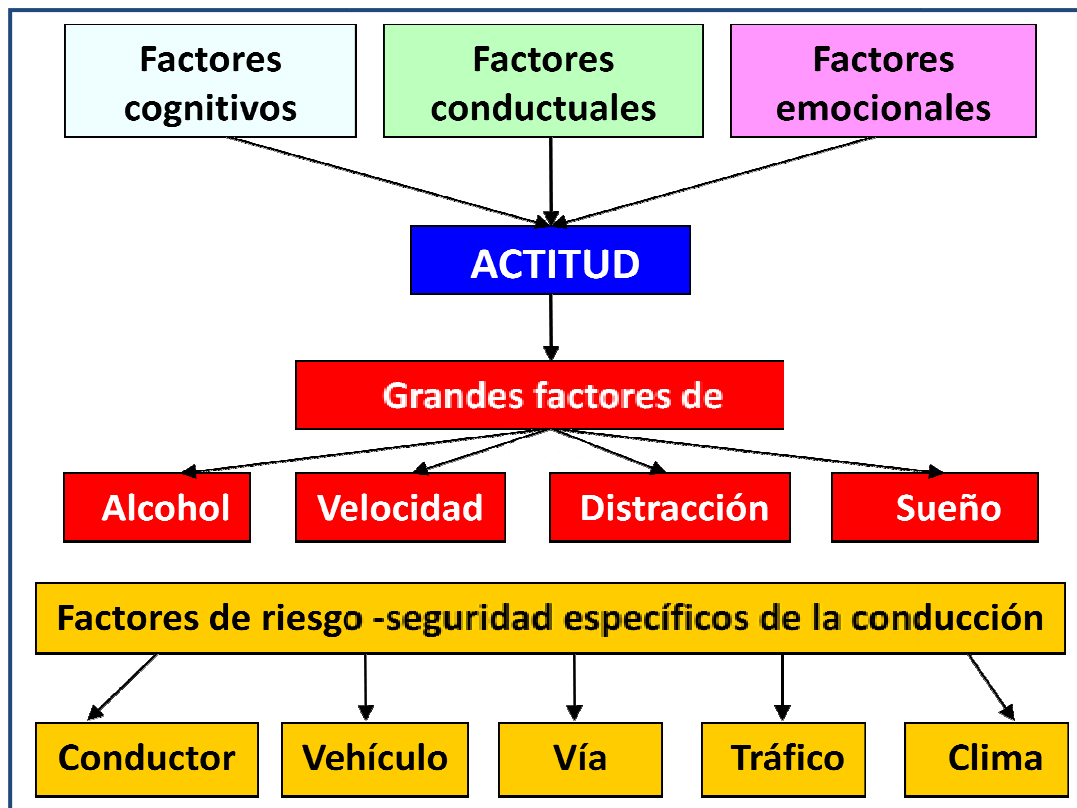 Factores
cognitivos
Factores
conductuales
Factores
emocionales
ACTITUD
Grandes factores de
Alcohol
Velocidad
Distracción
Sueño
Factores de riesgo -seguridad específicos de la conducción
Conductor
Vehículo
Vía
Tráfico
Clima